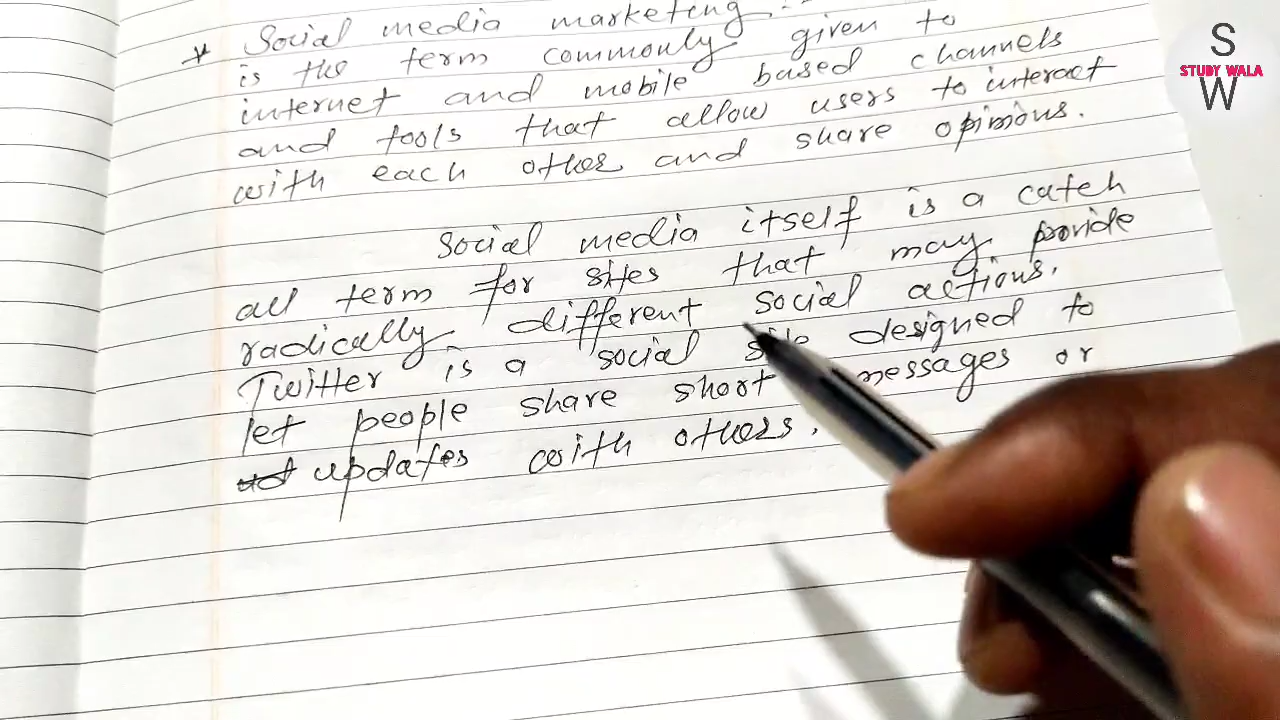 * Social media marketing :-
is the term commonly given to
internet and mobile based channels
and tools that allow users to interact
with each other and share opinions.
Social media itself is a catch
all term for sites that may provide
radically different social actions.
Twitter is a social site designed to
let people share short messages or
updates with others.
S
STUDY WALA
W